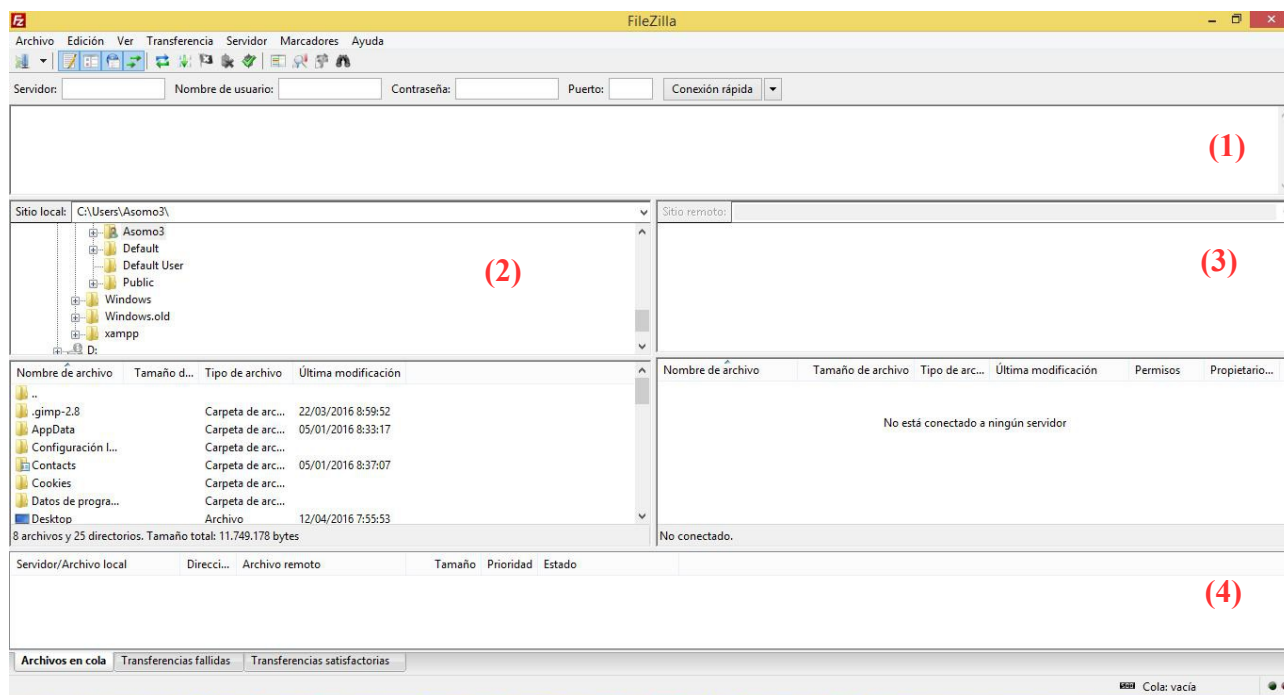 FileZilla
Archivo Edición Ver Transferencia Servidor Marcadores Ayuda
Servidor: Nombre de usuario: Contraseña: Puerto: Conexión rápida
(1)
Sitio local: C:\Users\Asomo3\
Asomo3
Default
Default User
Public
Windows
Windows.old
xampp
D:
(2)
Nombre de archivo Tamaño d... Tipo de archivo Última modificación
..
.gimp-2.8 Carpeta de arc... 22/03/2016 8:59:52
AppData Carpeta de arc... 05/01/2016 8:33:17
Configuración l... Carpeta de arc...
Contacts Carpeta de arc... 05/01/2016 8:37:07
Cookies Carpeta de arc...
Datos de progra... Carpeta de arc...
Desktop Archivo 12/04/2016 7:55:53
8 archivos y 25 directorios. Tamaño total: 11.749.178 bytes
Sitio remoto:
(3)
Nombre de archivo Tamaño de archivo Tipo de arc... Última modificación Permisos Propietario...
No está conectado a ningún servidor
No conectado.
Servidor/Archivo local Direcci... Archivo remoto Tamaño Prioridad Estado
(4)
Archivos en cola Transferencias fallidas Transferencias satisfactorias
Cola: vacía